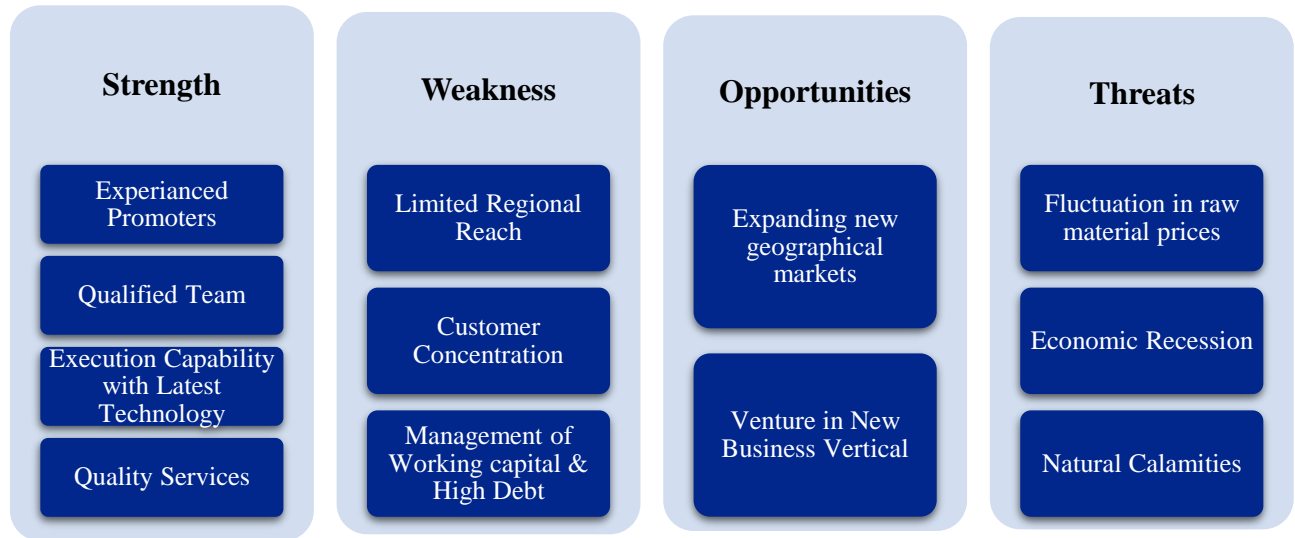 Strength
Experianced
Promoters
Qualified Team
Execution Capability
with Latest
Technology
Quality Services
Weakness
Limited Regional
Reach
Customer
Concentration
Management of
Working capital &
High Debt
Opportunities
Expanding new
geographical
markets
Venture in New
Business Vertical
Threats
Fluctuation in raw
material prices
Economic Recession
Natural Calamities